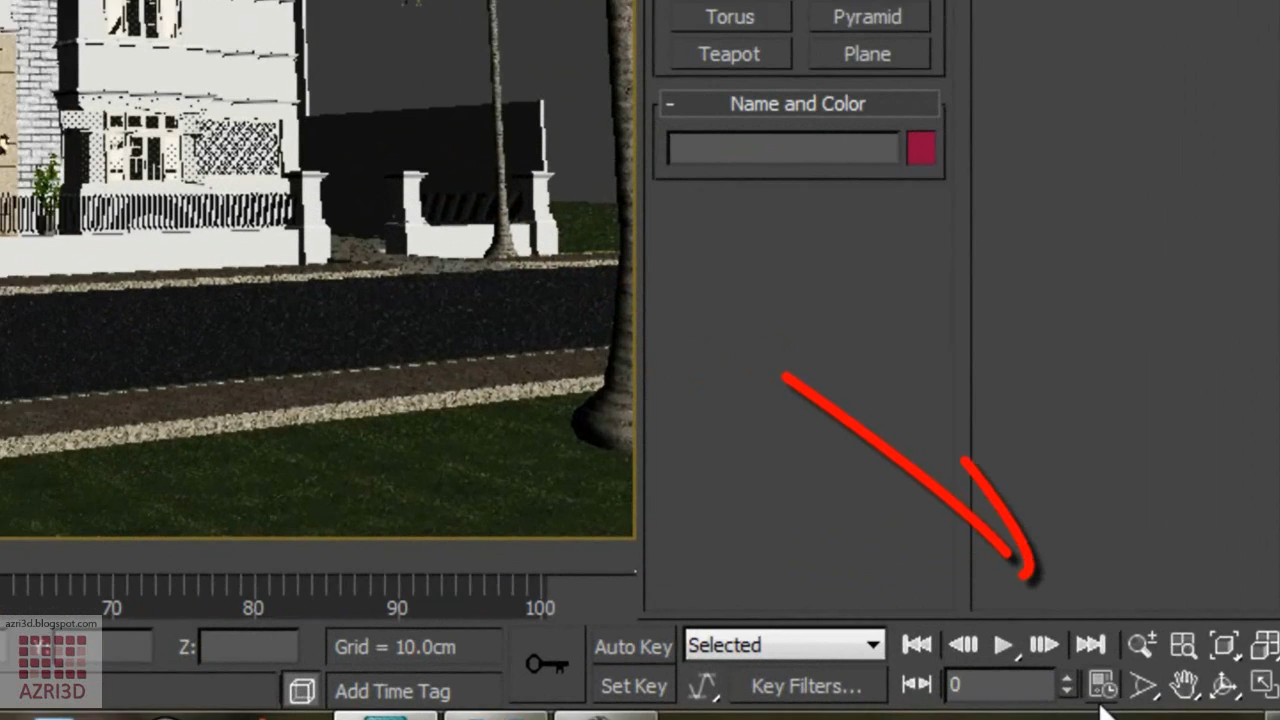 Torus
Pyramid
Teapot
Plane
- Name and Color
70
80
90
100
azri3d.blogspot.com
AZRI3D
Z:
Grid = 10.0cm
Add Time Tag
Auto Key
Selected
Set Key
Key Filters...
0